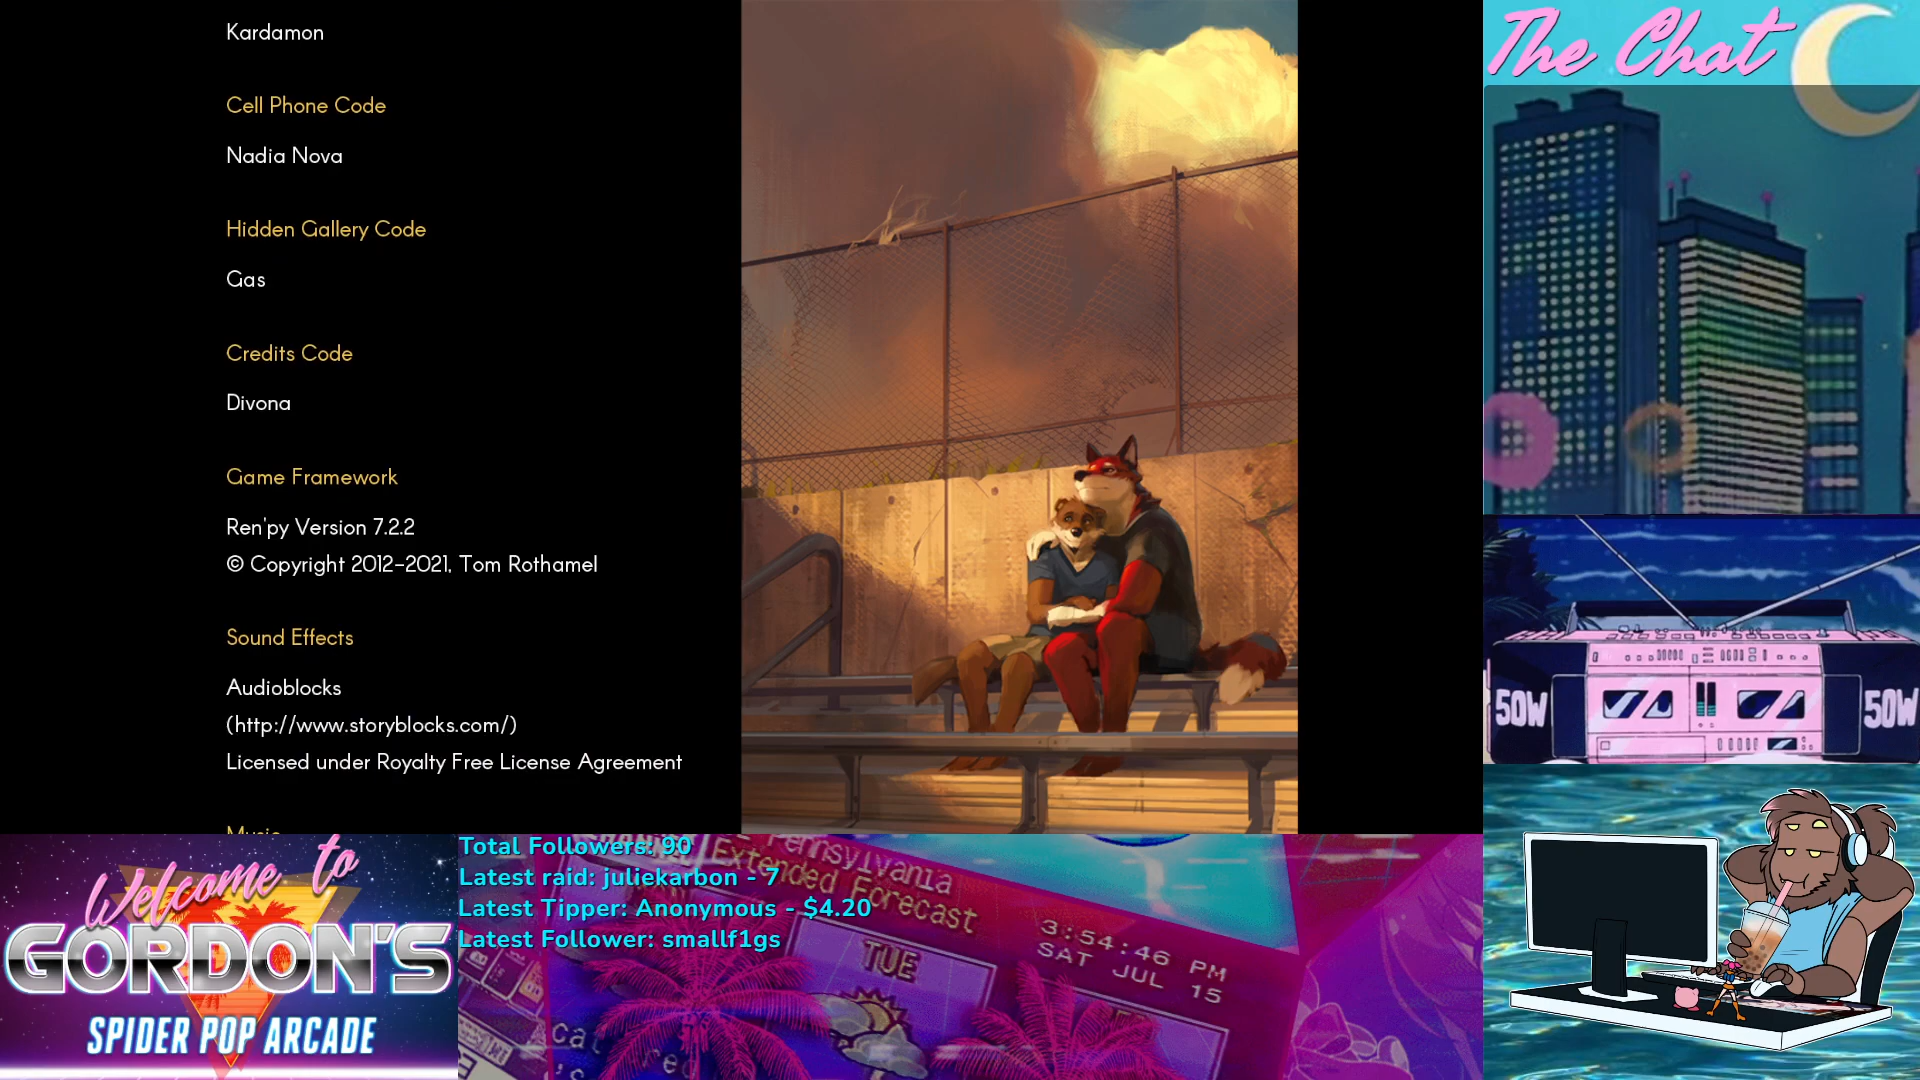 Kardamon
Cell Phone Code
Nadia Nova
Hidden Gallery Code
Gas
Credits Code
Divona
Game Framework
Ren'py Version 7.2.2
© Copyright 2012-2021, Tom Rothamel
Sound Effects
Audioblocks
(http://www.storyblocks.com/)
Licensed under Royalty Free License Agreement
Music
The Chat
50W
50W
Welcome to
GORDON'S
SPIDER POP ARCADE
Total Followers: 90
Latest raid: juliekarbon - 7
Latest Tipper: Anonymous - $4.20
Latest Follower: smallf1gs
Pennsylvania
Extended Forecast
3:54:46 PM
SAT JUL 15
TUE